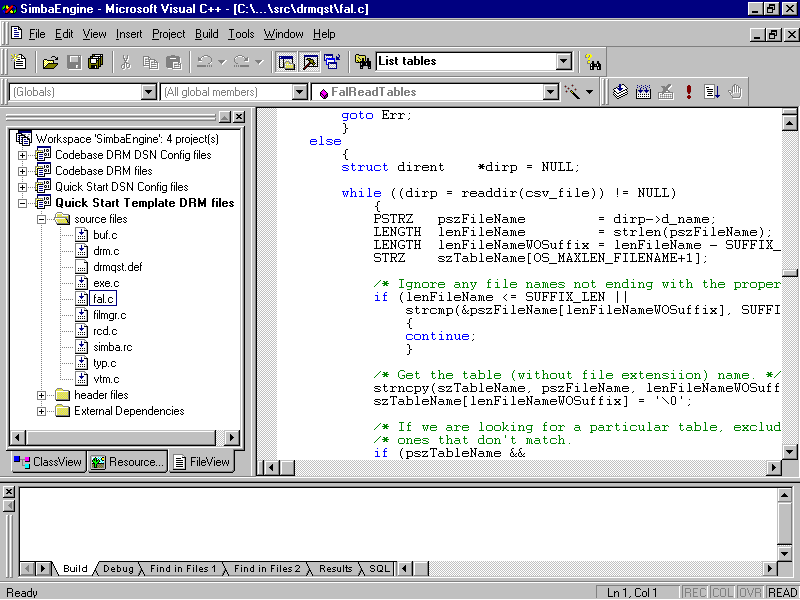 SimbaEngine - Microsoft Visual C++ - [C:\...\src\drmqst\fal.c]
File Edit View Insert Project Build Tools Window Help
List tables
(Globals) (All global members) FalReadTables
Workspace 'SimbaEngine': 4 project(s)
Codebase DRM DSN Config files
Codebase DRM files
Quick Start DSN Config files
Quick Start Template DRM files
source files
buf.c
drm.c
drmqst.def
exe.c
fal.c
filmgr.c
rcd.c
simba.rc
typ.c
vtm.c
header files
External Dependencies
ClassView Resource... FileView
goto Err;
}
else
{
struct dirent *dirp = NULL;
while ((dirp = readdir(csv_file)) != NULL)
{
PSTRZ pszFileName = dirp->d_name;
LENGTH lenFileName = strlen(pszFileName);
LENGTH lenFileNameWOSuffix = lenFileName - SUFFIX_
STRZ szTableName[OS_MAXLEN_FILENAME+1];
/* Ignore any file names not ending with the proper
if (lenFileName <= SUFFIX_LEN ||
strcmp(&pszFileName[lenFileNameWOSuffix], SUFFI
{
continue;
}
/* Get the table (without file extensiion) name. */
strncpy(szTableName, pszFileName, lenFileNameWOSuff
szTableName[lenFileNameWOSuffix] = '\0';
/* If we are looking for a particular table, exclud
/* ones that don't match.
if (pszTableName &&
Build Debug Find in Files 1 Find in Files 2 Results SQL
Ready Ln 1, Col 1 REC COL OVR READ